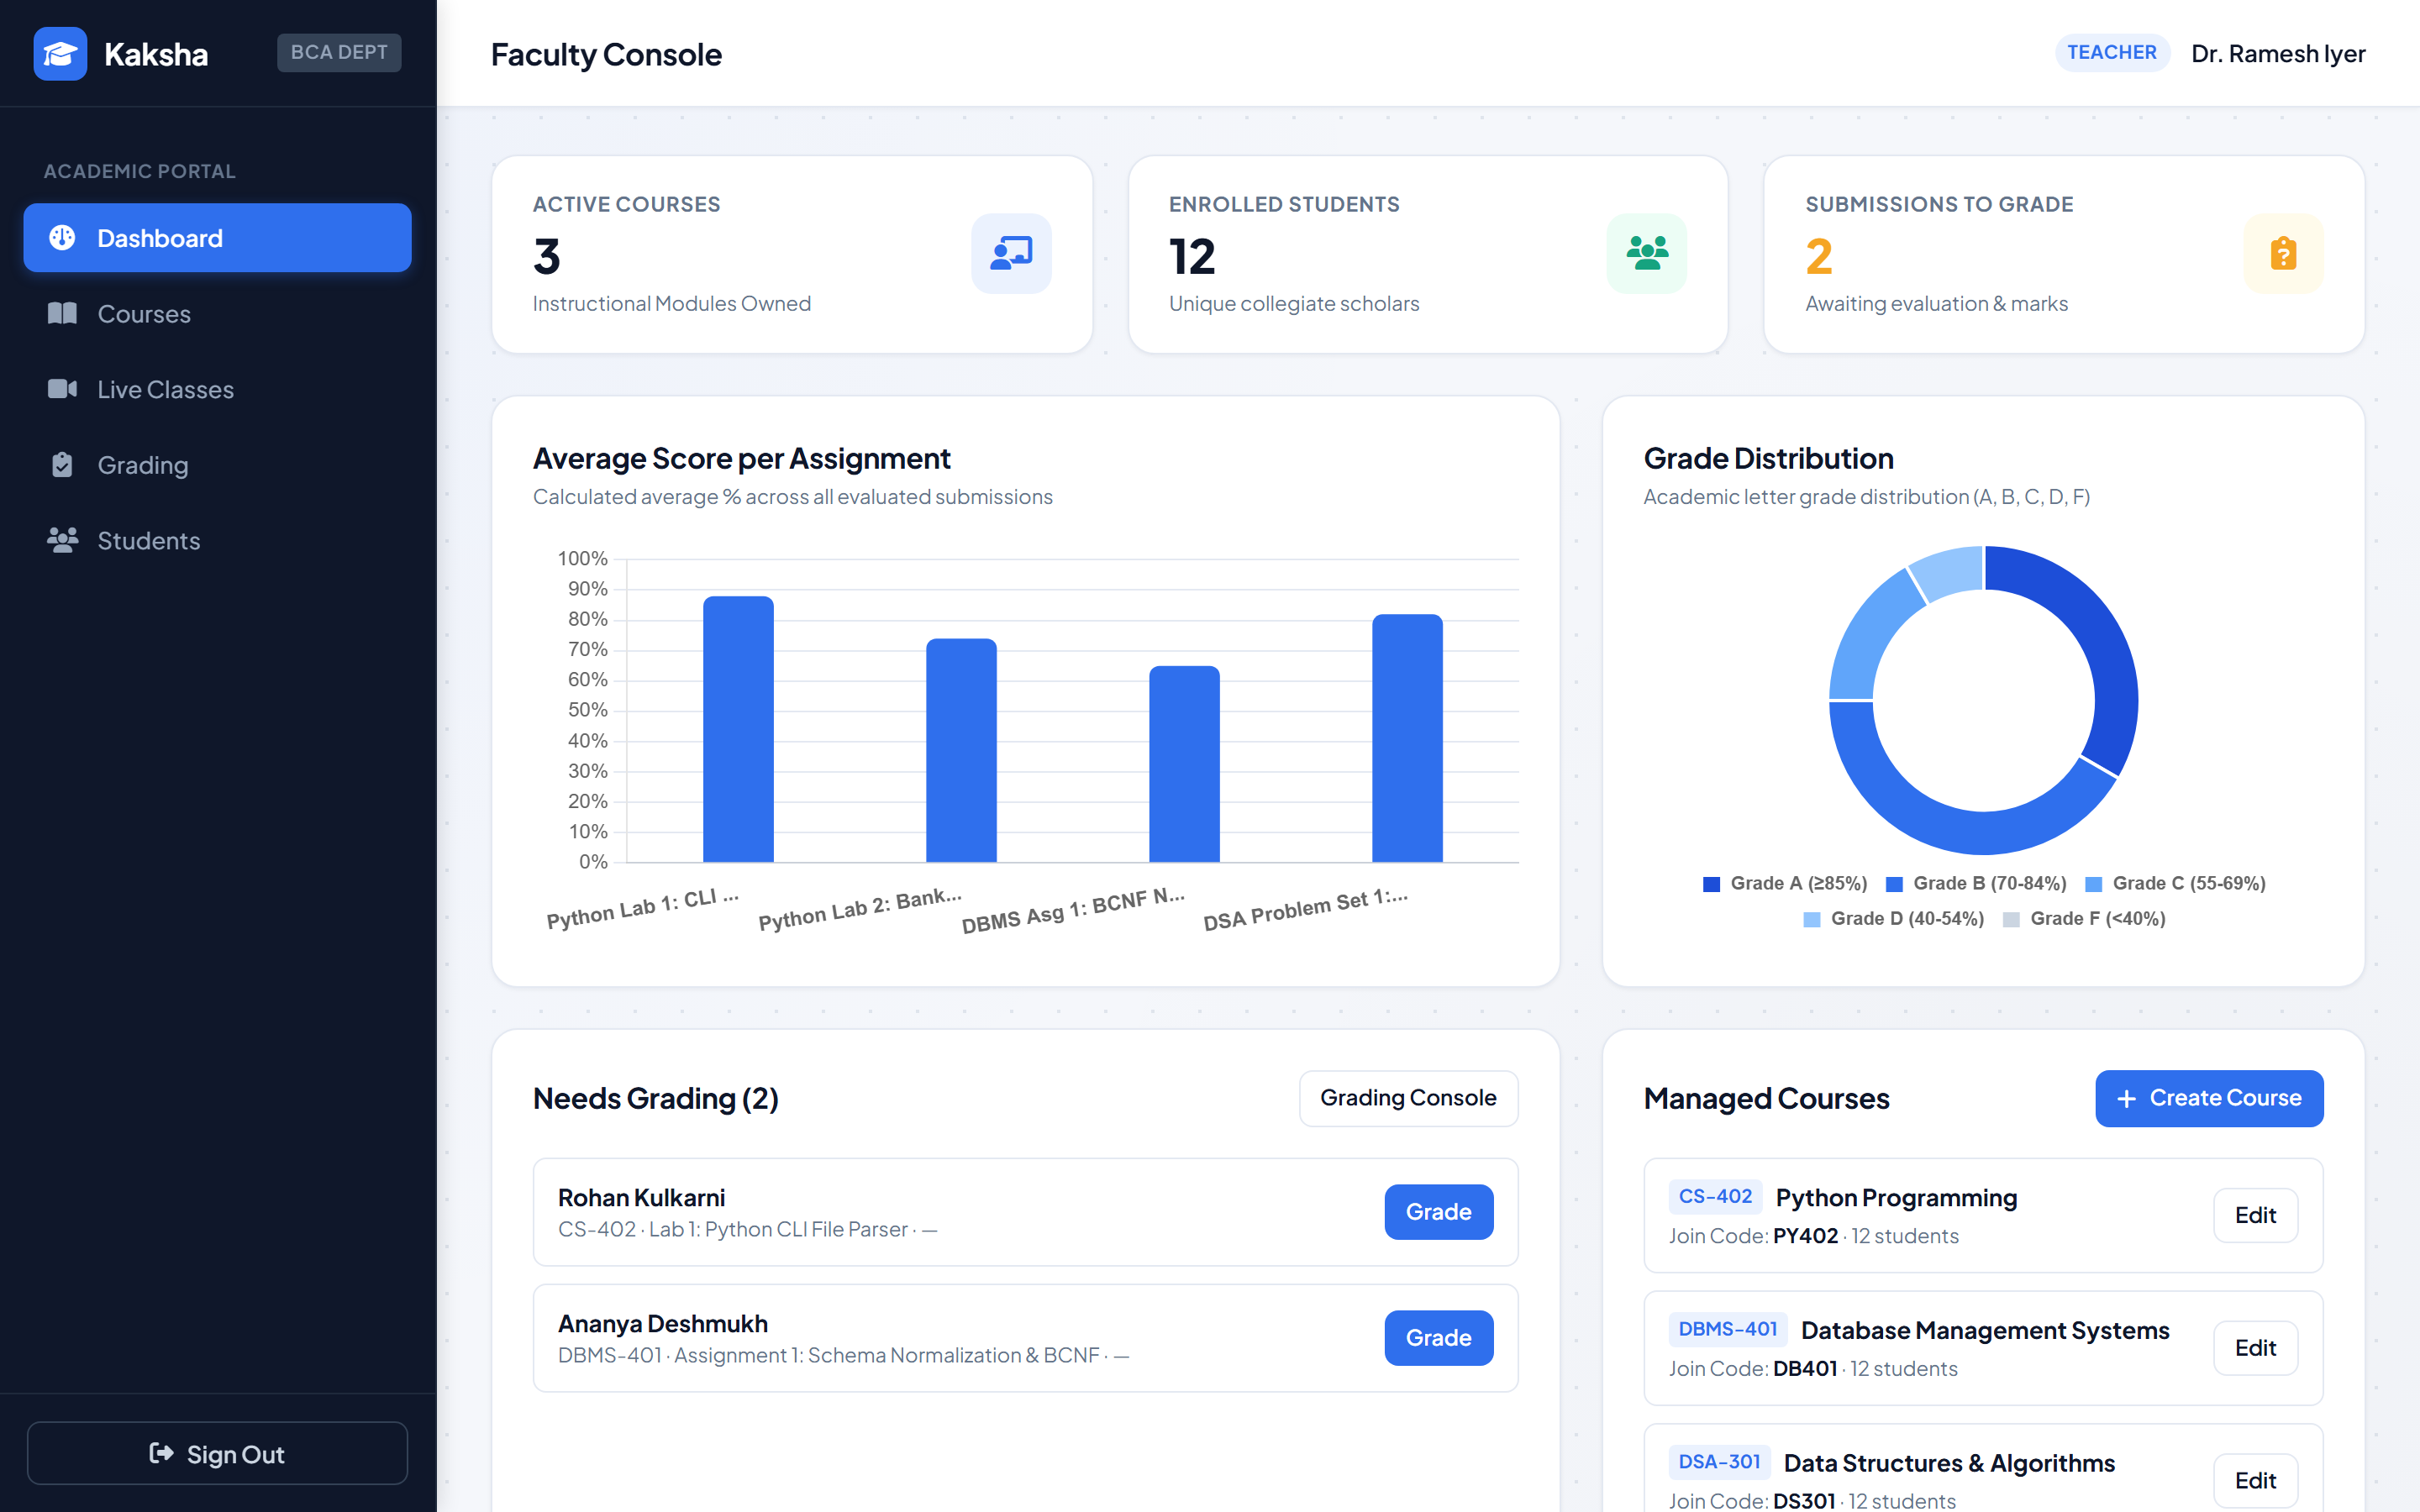 Kaksha
BCA DEPT
ACADEMIC PORTAL
Dashboard
Courses
Live Classes
Grading
Students
Sign Out
Faculty Console
TEACHER
Dr. Ramesh Iyer
ACTIVE COURSES
3
Instructional Modules Owned
ENROLLED STUDENTS
12
Unique collegiate scholars
SUBMISSIONS TO GRADE
2
Awaiting evaluation & marks
Average Score per Assignment
Calculated average % across all evaluated submissions
100%
90%
80%
70%
60%
50%
40%
30%
20%
10%
0%
Python Lab 1: CLI ...
Python Lab 2: Bank...
DBMS Asg 1: BCNF N...
DSA Problem Set 1:...
Grade Distribution
Academic letter grade distribution (A, B, C, D, F)
Grade A (≥85%)
Grade B (70-84%)
Grade C (55-69%)
Grade D (40-54%)
Grade F (<40%)
Needs Grading (2)
Grading Console
Rohan Kulkarni
CS-402 · Lab 1: Python CLI File Parser · —
Grade
Ananya Deshmukh
DBMS-401 · Assignment 1: Schema Normalization & BCNF · —
Grade
Managed Courses
+ Create Course
CS-402 Python Programming
Join Code: PY402 · 12 students
Edit
DBMS-401 Database Management Systems
Join Code: DB401 · 12 students
Edit
DSA-301 Data Structures & Algorithms
Join Code: DS301 · 12 students
Edit